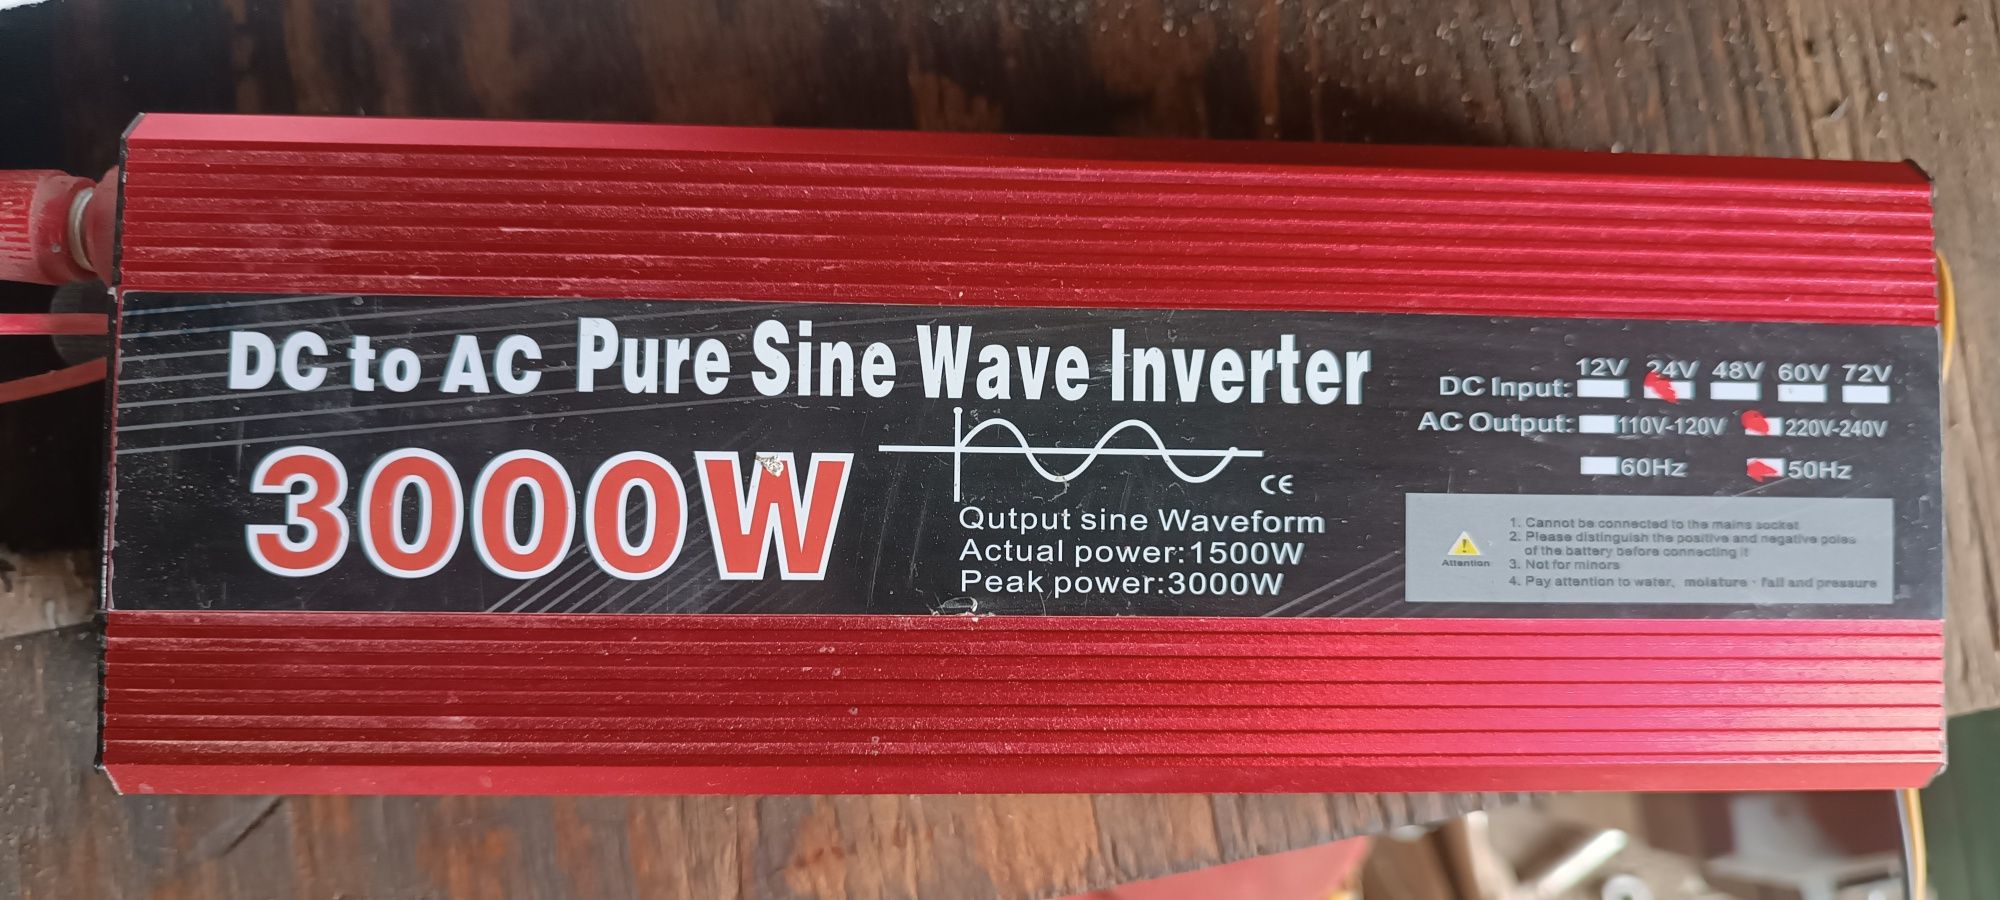 DC to AC Pure Sine Wave Inverter
3000W
CE
Qutput sine Waveform
Actual power:1500W
Peak power:3000W
12V 24V 48V 60V 72V
DC Input:
AC Output: 110V-120V 220V-240V
60Hz 50Hz
Attention
1. Cannot be connected to the mains socket
2. Please distinguish the positive and negative poles
of the battery before connecting it
3. Not for minors
4. Pay attention to water、moisture、fall and pressure